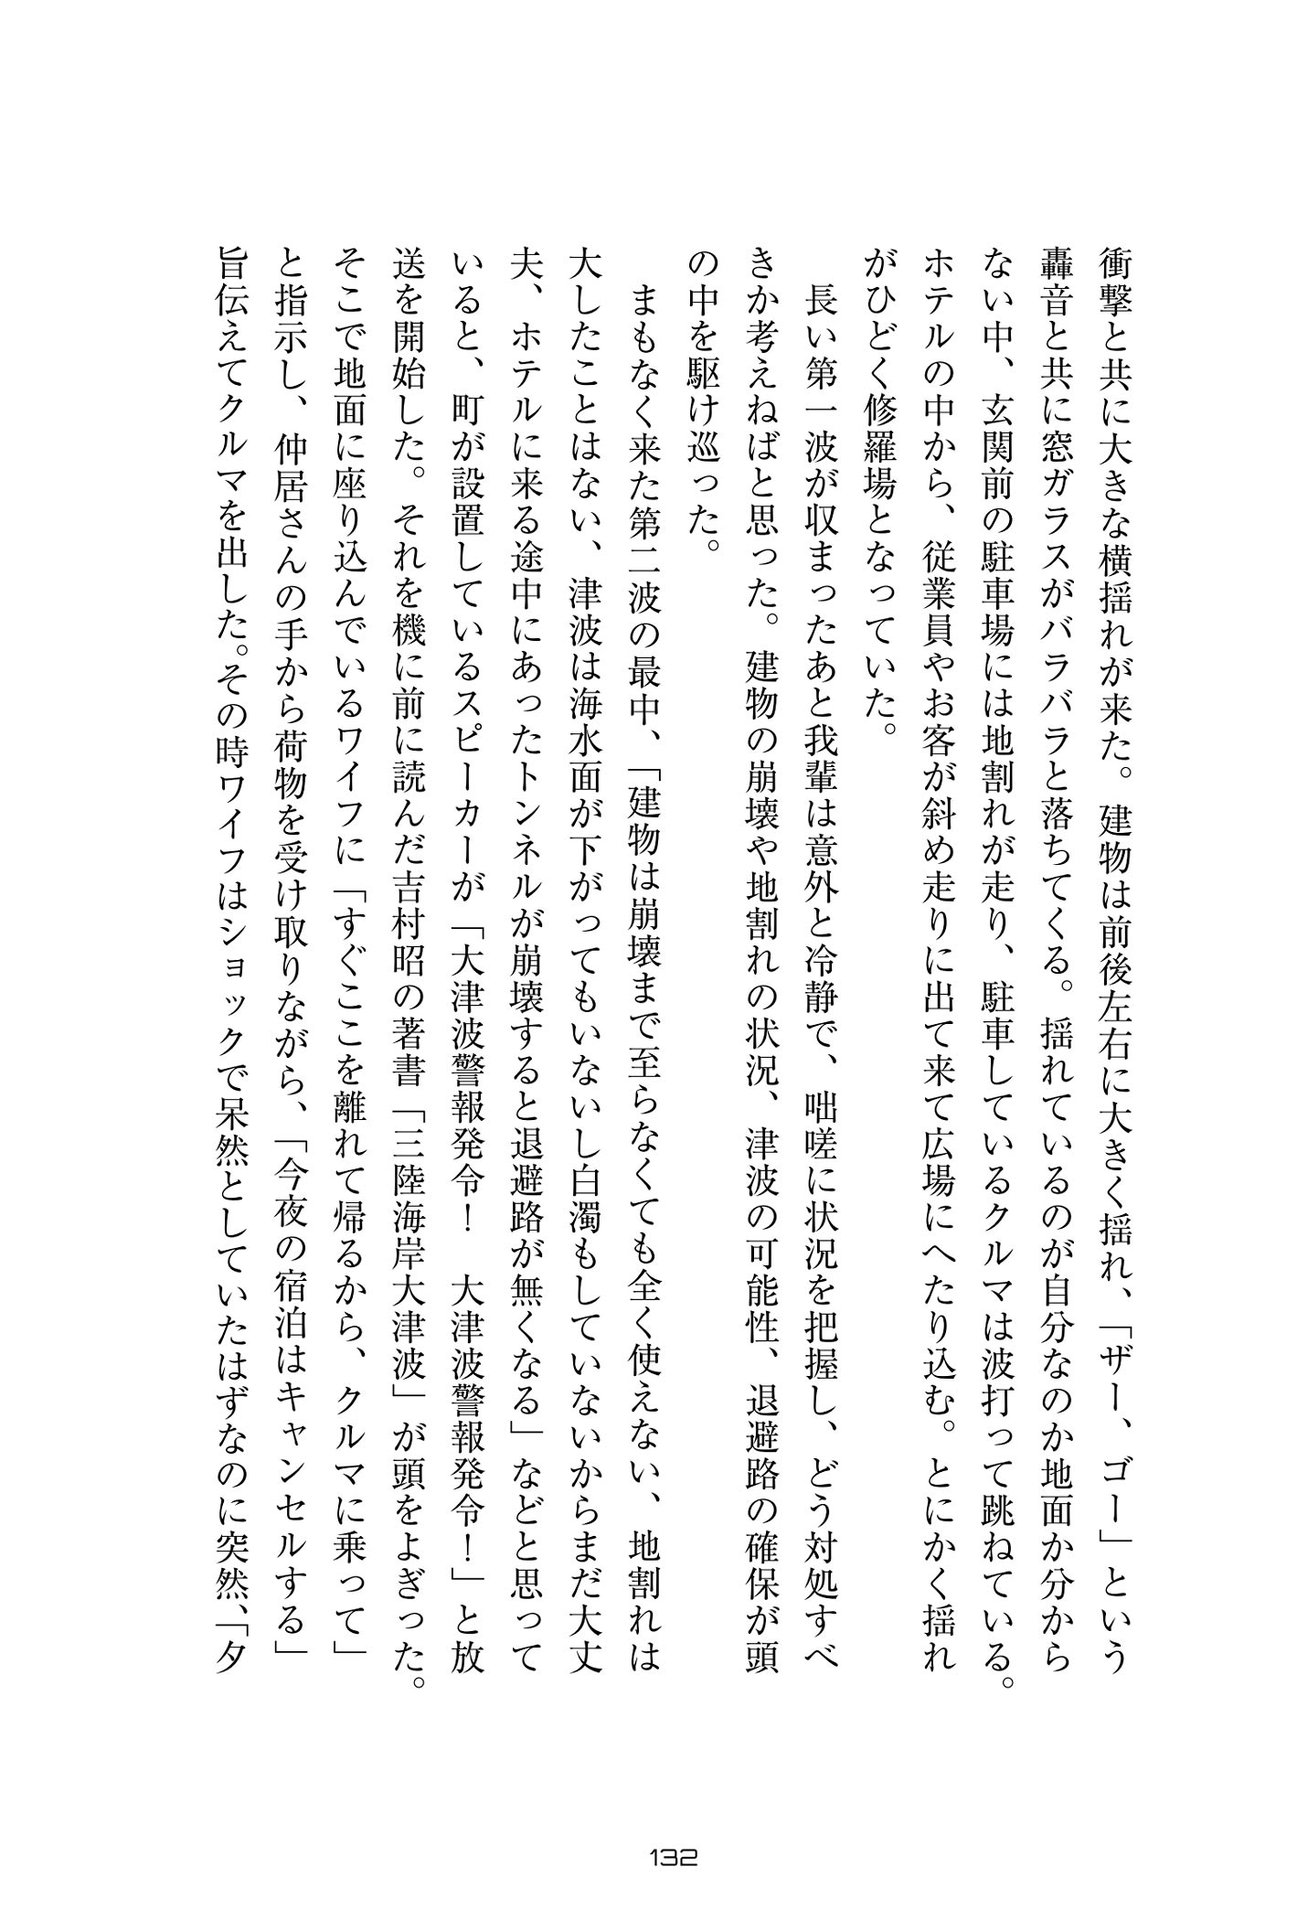 衝撃と共に大きな横揺れが来た。建物は前後左右に大きく揺れ、「ザー、ゴー」という
轟音と共に窓ガラスがバラバラと落ちてくる。揺れているのが自分なのか地面か分から
ない中、玄関前の駐車場には地割れが走り、駐車しているクルマは波打って跳ねている。
ホテルの中から、従業員やお客が斜め走りに出て来て広場にへたり込む。とにかく揺れ
がひどく修羅場となっていた。
　長い第一波が収まったあと我輩は意外と冷静で、咄嗟に状況を把握し、どう対処すべ
きか考えねばと思った。建物の崩壊や地割れの状況、津波の可能性、退避路の確保が頭
の中を駆け巡った。
　まもなく来た第二波の最中、「建物は崩壊まで至らなくても全く使えない、地割れは
大したことはない、津波は海水面が下がってもいないし白濁もしていないからまだ大丈
夫、ホテルに来る途中にあったトンネルが崩壊すると退避路が無くなる」などと思って
いると、町が設置しているスピーカーが「大津波警報発令！　大津波警報発令！」と放
送を開始した。それを機に前に読んだ吉村昭の著書「三陸海岸大津波」が頭をよぎった。
そこで地面に座り込んでいるワイフに「すぐここを離れて帰るから、クルマに乗って」
と指示し、仲居さんの手から荷物を受け取りながら、「今夜の宿泊はキャンセルする」
旨伝えてクルマを出した。その時ワイフはショックで呆然としていたはずなのに突然、「夕
132